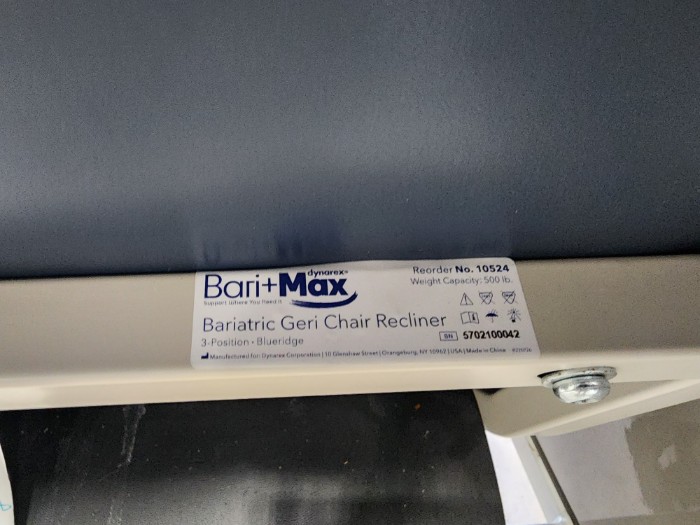 dynarex®
Bari+Max
Support Where You Need it
Reorder No. 10524
Weight Capacity: 500 lb.
Bariatric Geri Chair Recliner
3-Position • Blueridge
SN 5702100042
Manufactured for: Dynarex Corporation | 10 Glenshaw Street | Orangeburg, NY 10962 | USA | Made in China